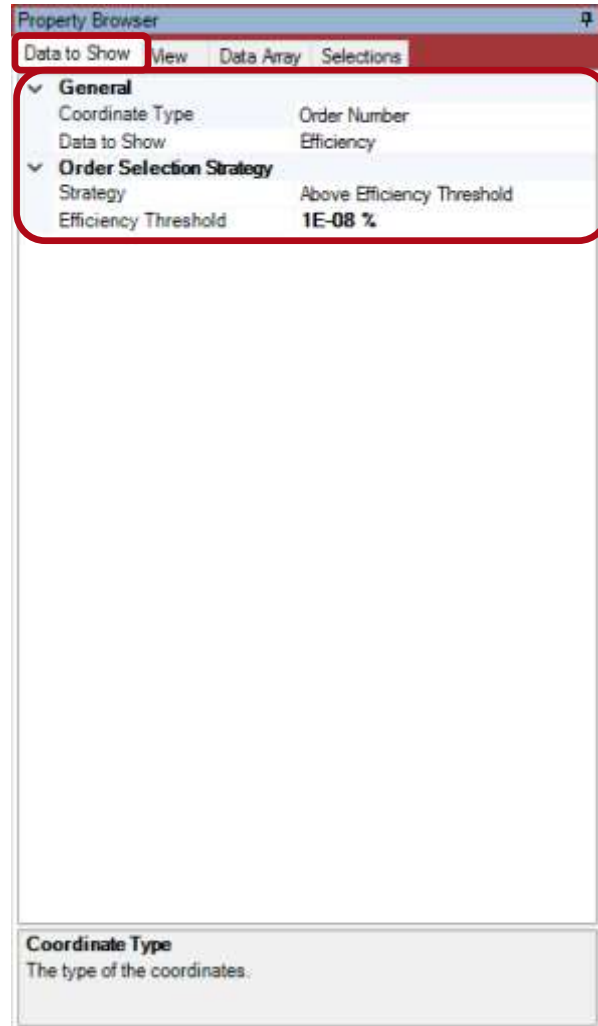 Property Browser
Data to Show View Data Array Selections
General
Coordinate Type Order Number
Data to Show Efficiency
Order Selection Strategy
Strategy Above Efficiency Threshold
Efficiency Threshold 1E-08 %
Coordinate Type
The type of the coordinates.